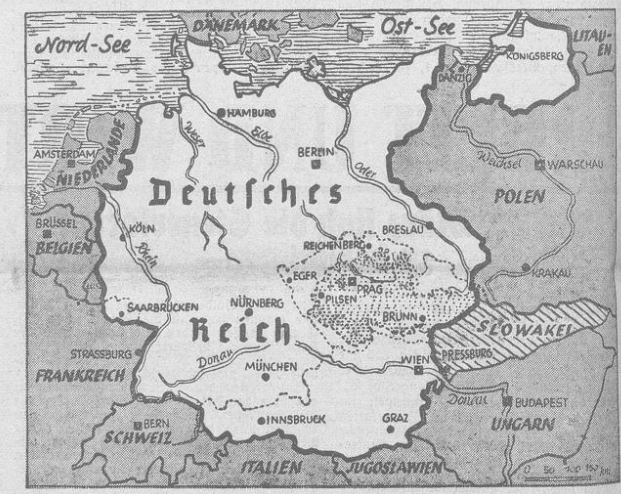 Nord-See
DÄNEMARK
Ost-See
LITAU-
EN
KÖNIGSBERG
DANZIG
HAMBURG
Weser
Elbe
AMSTERDAM
NIEDERLANDE
BERLIN
Oder
Weichsel
WARSCHAU
Deutſches
POLEN
BRÜSSEL
BELGIEN
KÖLN
Rhein
BRESLAU
REICHENBERG
KRAKAU
EGER
PRAG
PILSEN
SAARBRÜCKEN
NÜRNBERG
BRÜNN
Reich
SLOWAKEI
STRASSBURG
Donau
WIEN
PRESSBURG
FRANKREICH
MÜNCHEN
Donau
BUDAPEST
BERN
SCHWEIZ
INNSBRUCK
GRAZ
UNGARN
ITALIEN
JUGOSLAWIEN
0 50 100 150 km